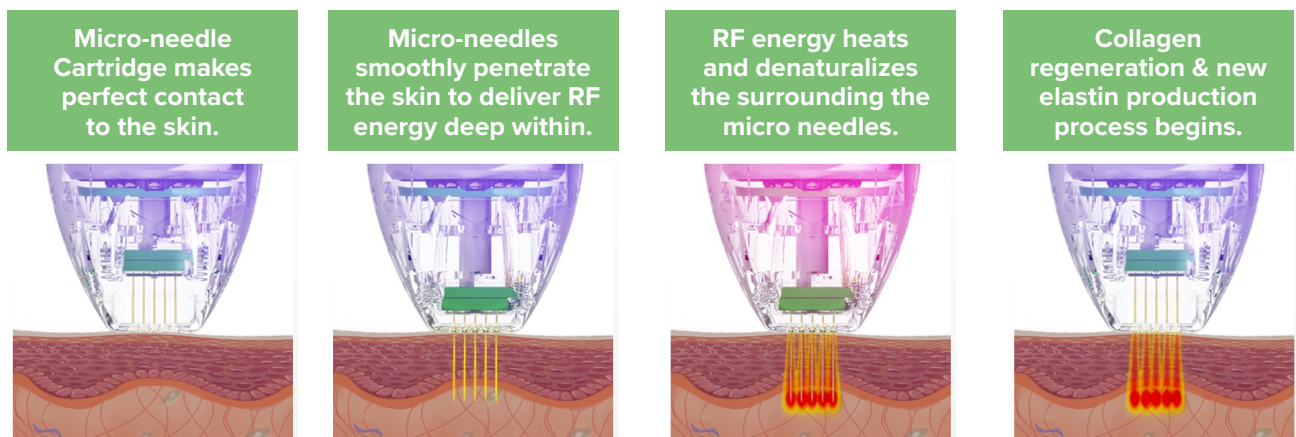 Micro-needle
Cartridge makes
perfect contact
to the skin.
Micro-needles
smoothly penetrate
the skin to deliver RF
energy deep within.
RF energy heats
and denaturalizes
the surrounding the
micro needles.
Collagen
regeneration & new
elastin production
process begins.